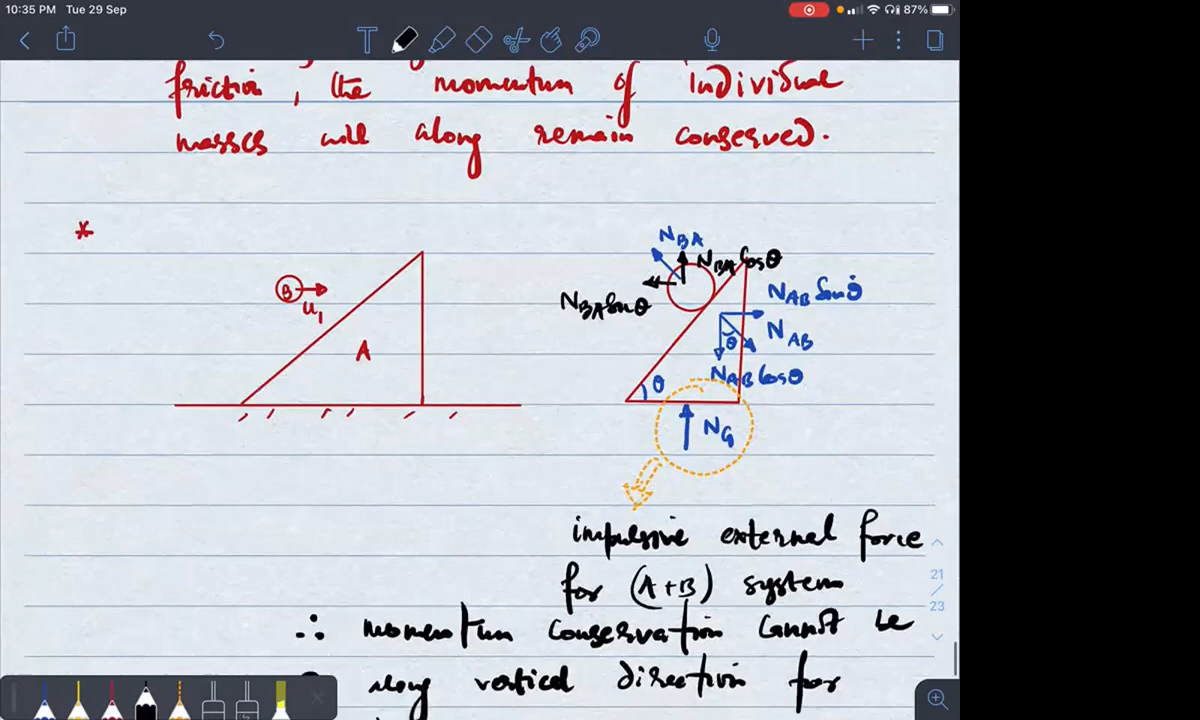 10:35 PM Tue 29 Sep
87%
friction, the momentum of individual
masses will along remain conserved.
*
B
u1
A
NBA
NBA cosθ
NBA sinθ
NAB sinθ
NAB
θ
NAB cosθ
θ
NG
impulsive external force
for (A+B) system
21
/
23
∴ momentum conservation cannot be
along vertical direction for